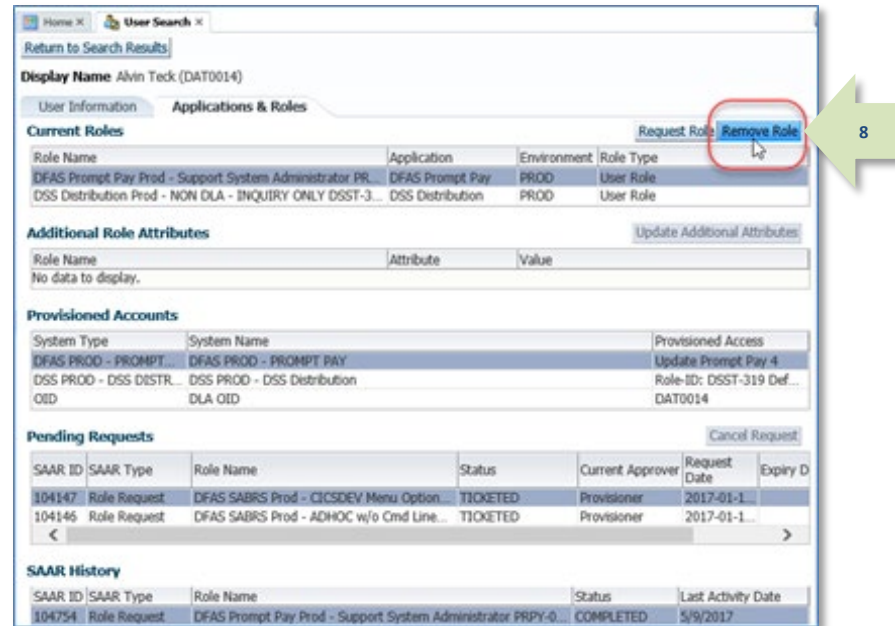 Home × User Search ×
Return to Search Results
Display Name Alvin Teck (DAT0014)
User Information Applications & Roles
Current Roles Request Role Remove Role 8
Role Name Application Environment Role Type
DFAS Prompt Pay Prod - Support System Administrator PR... DFAS Prompt Pay PROD User Role
DSS Distribution Prod - NON DLA - INQUIRY ONLY DSST-3... DSS Distribution PROD User Role
Additional Role Attributes Update Additional Attributes
Role Name Attribute Value
No data to display.
Provisioned Accounts
System Type System Name Provisioned Access
DFAS PROD - PROMPT... DFAS PROD - PROMPT PAY Update Prompt Pay 4
DSS PROD - DSS DISTR... DSS PROD - DSS Distribution Role-ID: DSST-319 Def...
OID DLA OID DAT0014
Pending Requests Cancel Request
SAAR ID SAAR Type Role Name Status Current Approver Request Date Expiry D
104147 Role Request DFAS SABRS Prod - CICSDEV Menu Option... TICKETED Provisioner 2017-01-1...
104146 Role Request DFAS SABRS Prod - ADHOC w/o Cmd Line... TICKETED Provisioner 2017-01-1...
SAAR History
SAAR ID SAAR Type Role Name Status Last Activity Date
104754 Role Request DFAS Prompt Pay Prod - Support System Administrator PRPY-0... COMPLETED 5/9/2017